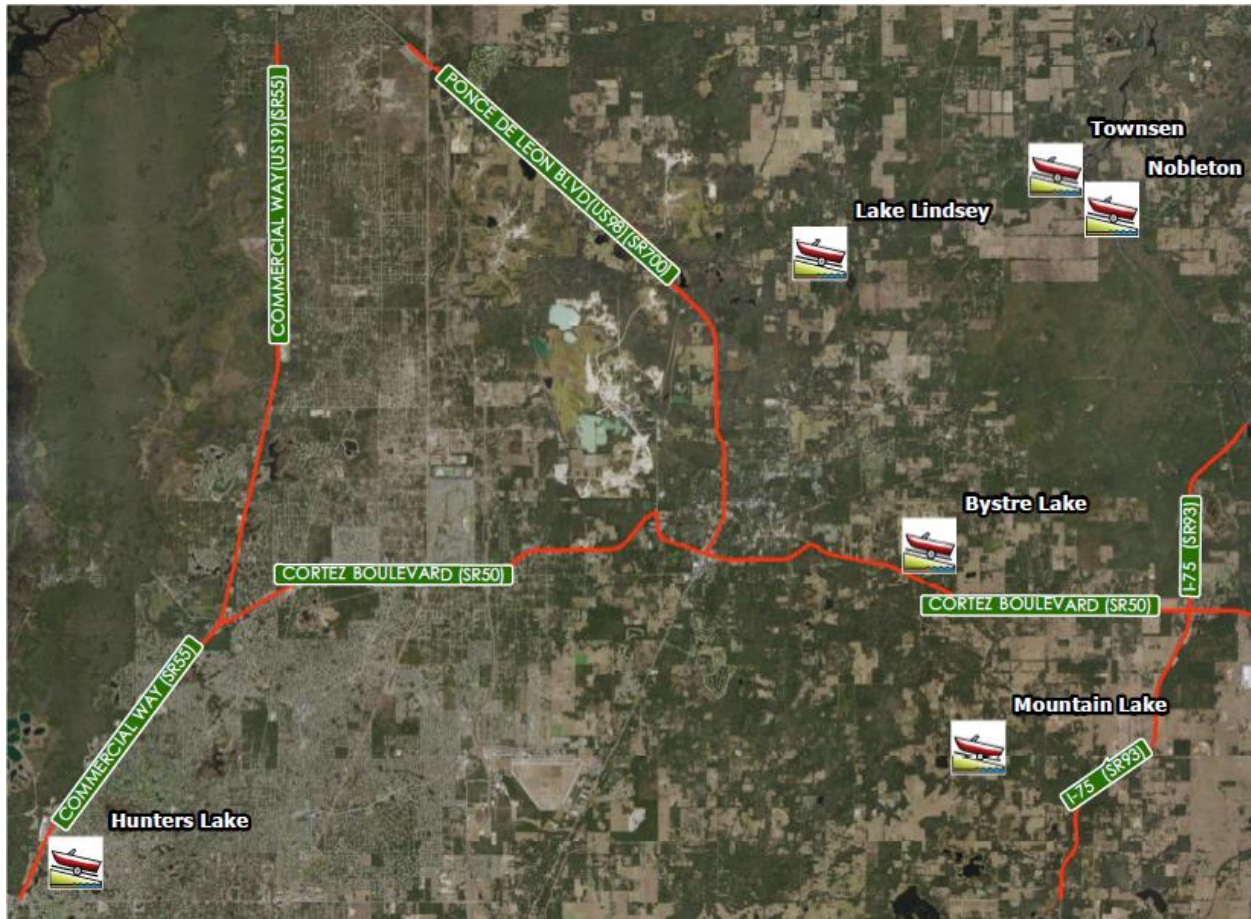 COMMERCIAL WAY(US19)(SR55)
PONCE DE LEON BLVD(US98)(SR700)
Townsen
Nobleton
Lake Lindsey
Bystre Lake
I-75 (SR93)
CORTEZ BOULEVARD (SR50)
CORTEZ BOULEVARD (SR50)
COMMERCIAL WAY (SR55)
Mountain Lake
I-75 (SR93)
Hunters Lake